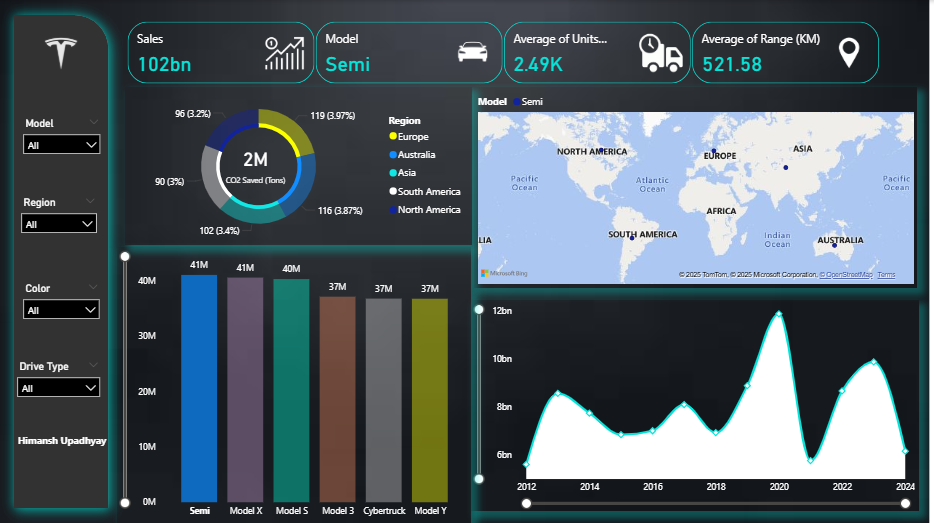 Sales
102bn
Model
Semi
Average of Units...
2.49K
Average of Range (KM)
521.58
Model
All
Region
All
Color
All
Drive Type
All
Himansh Upadhyay
96 (3.2%)
119 (3.97%)
90 (3%)
116 (3.87%)
102 (3.4%)
2M
CO2 Saved (Tons)
Region
Europe
Australia
Asia
South America
North America
Model Semi
NORTH AMERICA
EUROPE
ASIA
Pacific
Ocean
Atlantic
Ocean
Pacific
Ocean
AFRICA
SOUTH AMERICA
Indian
Ocean
LIA
AUSTRALIA
Microsoft Bing
© 2025 TomTom, © 2025 Microsoft Corporation, © OpenStreetMap Terms
41M
41M
40M
37M
37M
37M
40M
30M
20M
10M
0M
Semi Model X Model S Model 3 Cybertruck Model Y
12bn
10bn
8bn
6bn
2012 2014 2016 2018 2020 2022 2024